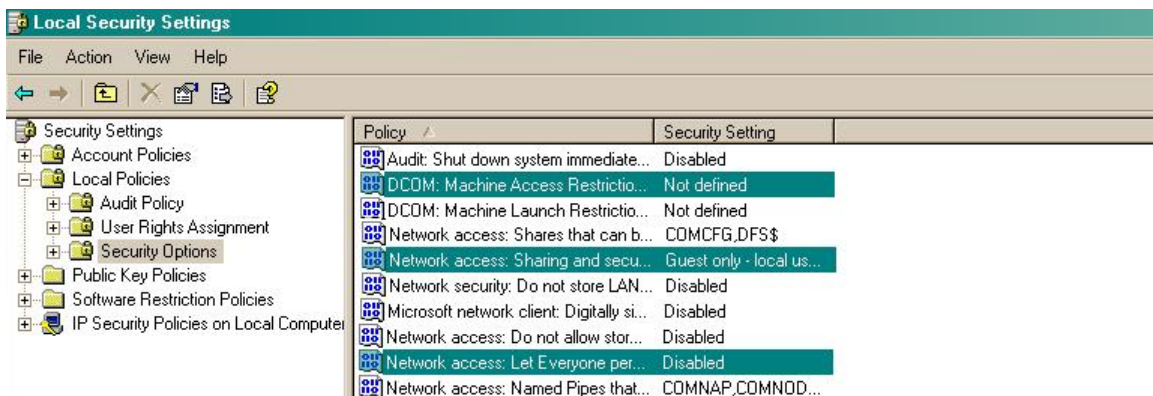 Local Security Settings
File Action View Help
Security Settings
Account Policies
Local Policies
Audit Policy
User Rights Assignment
Security Options
Public Key Policies
Software Restriction Policies
IP Security Policies on Local Computer
Policy Security Setting
Audit: Shut down system immediate... Disabled
DCOM: Machine Access Restrictio... Not defined
DCOM: Machine Launch Restrictio... Not defined
Network access: Shares that can b... COMCFG,DFS$
Network access: Sharing and secu... Guest only - local us...
Network security: Do not store LAN... Disabled
Microsoft network client: Digitally si... Disabled
Network access: Do not allow stor... Disabled
Network access: Let Everyone per... Disabled
Network access: Named Pipes that... COMNAP,COMNOD...